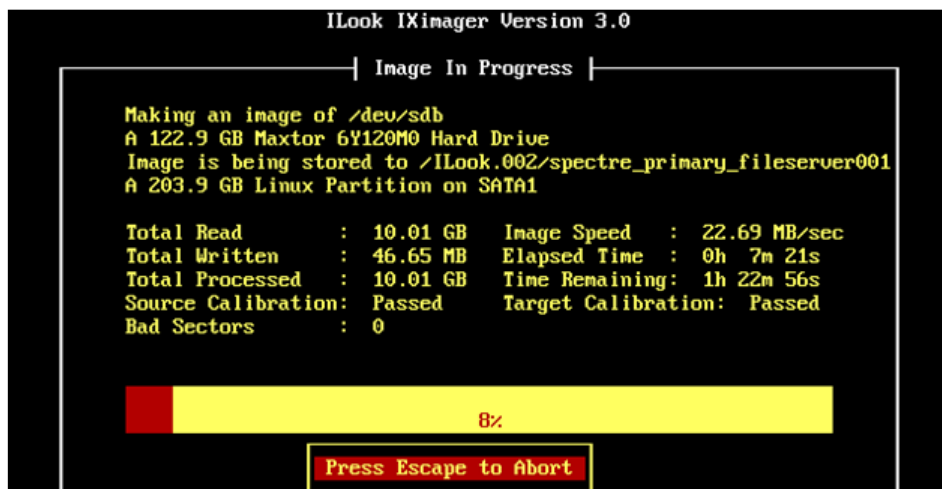 ILook IXimager Version 3.0
Image In Progress
Making an image of /dev/sdb
A 122.9 GB Maxtor 6Y120M0 Hard Drive
Image is being stored to /ILook.002/spectre_primary_fileserver001
A 203.9 GB Linux Partition on SATA1
Total Read : 10.01 GB Image Speed : 22.69 MB/sec
Total Written : 46.65 MB Elapsed Time : 0h 7m 21s
Total Processed : 10.01 GB Time Remaining: 1h 22m 56s
Source Calibration: Passed Target Calibration: Passed
Bad Sectors : 0
8%
Press Escape to Abort